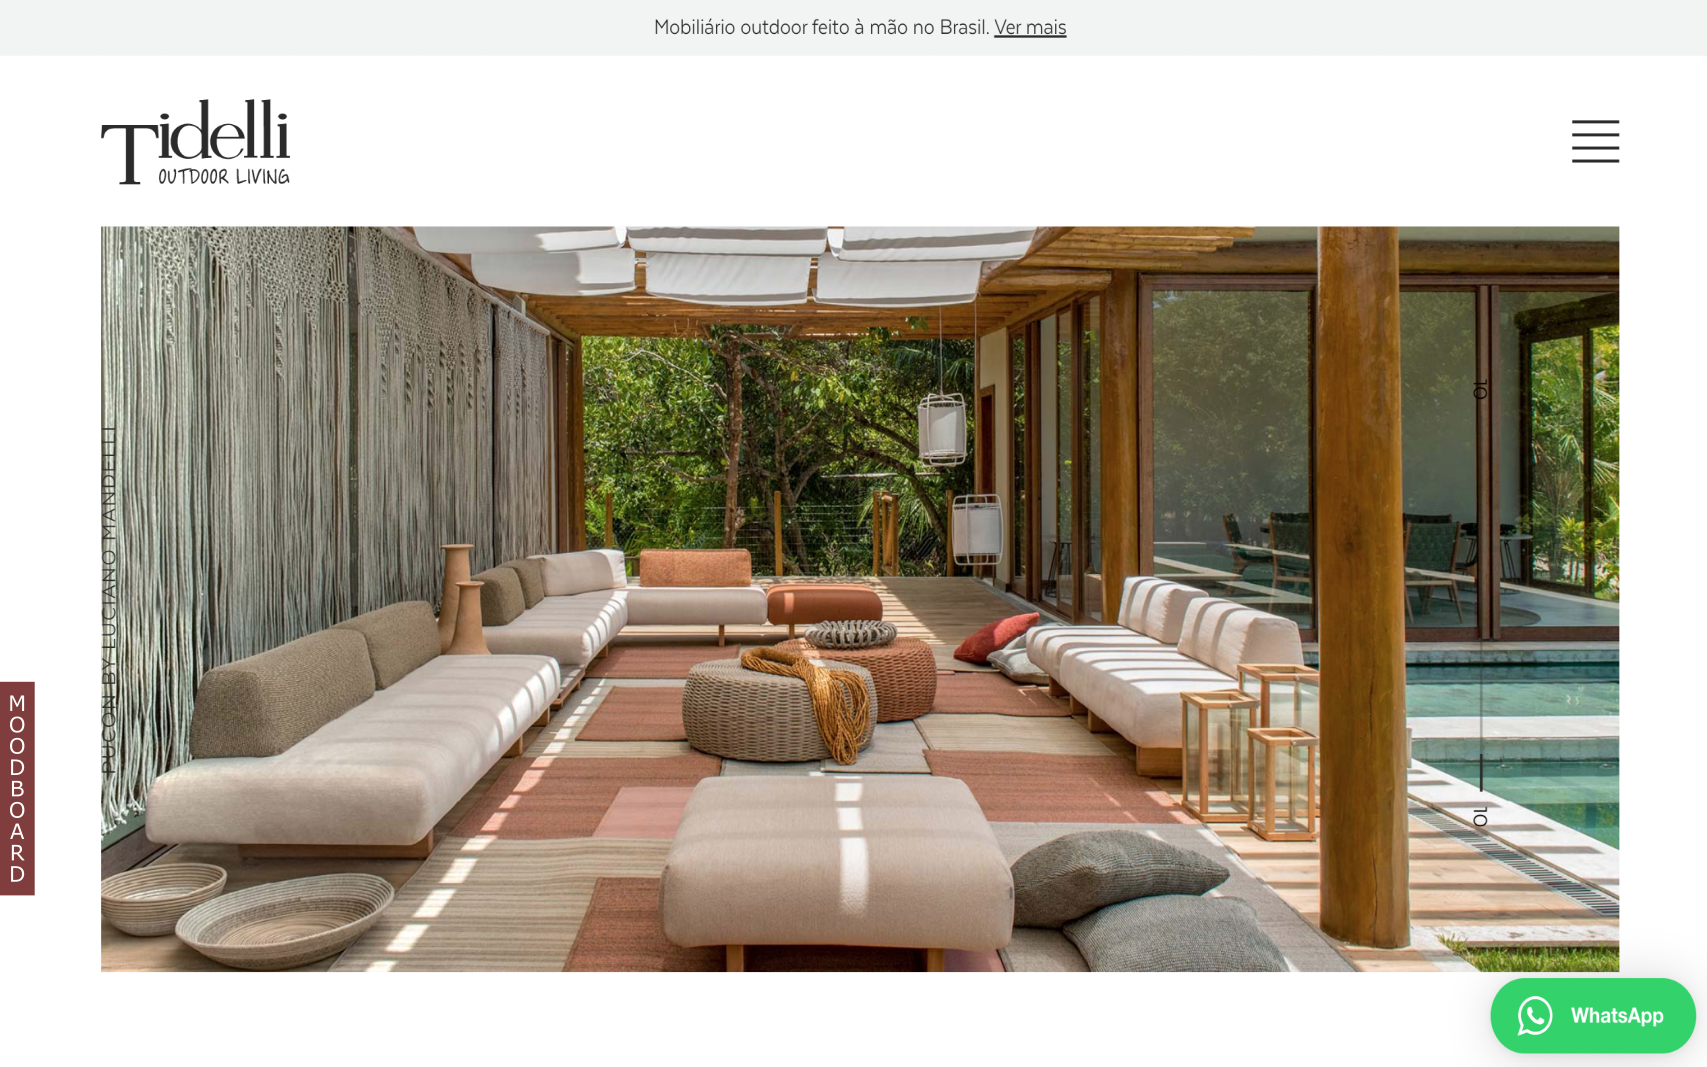 Mobiliário outdoor feito à mão no Brasil. Ver mais
Tidelli
OUTDOOR LIVING
PUCON BY LUCIANO MANDELLI
01
01
MOODBOARD
WhatsApp